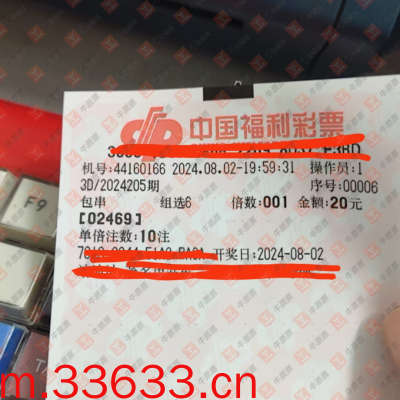 中国福利彩票
E3BD
机号:44160166 2024.08.02-19:59:31 操作员:1
3D/2024205期 序号:00006
包串 组选6 倍数:001 金额:20元
[02469]
单倍注数:10注
开奖日:2024-08-02
F9
m.33633.cn